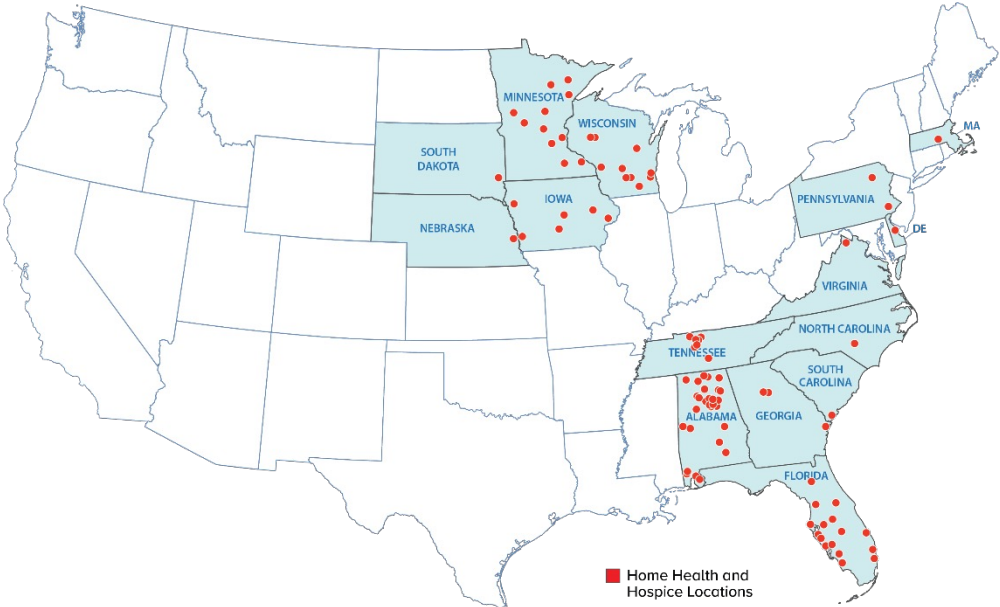 MINNESOTA
WISCONSIN
MA
SOUTH
DAKOTA
IOWA
PENNSYLVANIA
NEBRASKA
DE
VIRGINIA
NORTH CAROLINA
TENNESSEE
SOUTH
CAROLINA
ALABAMA
GEORGIA
FLORIDA
Home Health and
Hospice Locations